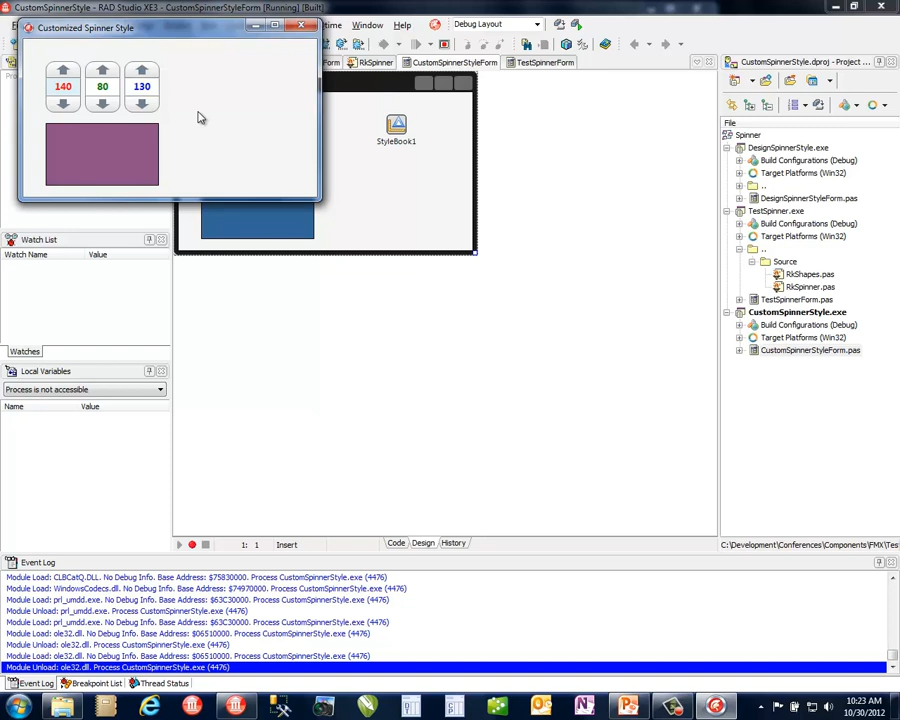 CustomSpinnerStyle - RAD Studio XE3 - CustomSpinnerStyleForm [Running] [Built]
Customized Spinner Style
Window Help
Debug Layout
RkSpinner
CustomSpinnerStyleForm
TestSpinnerForm
140
80
130
StyleBook1
Watch List
Watch Name
Value
Watches
Local Variables
Process is not accessible
Name
Value
CustomSpinnerStyle.dproj - Project
File
Spinner
DesignSpinnerStyle.exe
Build Configurations (Debug)
Target Platforms (Win32)
..
DesignSpinnerStyleForm.pas
TestSpinner.exe
Build Configurations (Debug)
Target Platforms (Win32)
..
Source
RkShapes.pas
RkSpinner.pas
TestSpinnerForm.pas
CustomSpinnerStyle.exe
Build Configurations (Debug)
Target Platforms (Win32)
CustomSpinnerStyleForm.pas
1: 1
Insert
Code
Design
History
C:\Development\Conferences\Components\FMX\Tes
Event Log
Module Load: CLBCatQ.DLL. No Debug Info. Base Address: $75830000. Process CustomSpinnerStyle.exe (4476)
Module Load: WindowsCodecs.dll. No Debug Info. Base Address: $74970000. Process CustomSpinnerStyle.exe (4476)
Module Load: prl_umdd.exe. No Debug Info. Base Address: $63C30000. Process CustomSpinnerStyle.exe (4476)
Module Unload: prl_umdd.exe. Process CustomSpinnerStyle.exe (4476)
Module Load: prl_umdd.exe. No Debug Info. Base Address: $63C30000. Process CustomSpinnerStyle.exe (4476)
Module Load: ole32.dll. No Debug Info. Base Address: $06510000. Process CustomSpinnerStyle.exe (4476)
Module Unload: ole32.dll. Process CustomSpinnerStyle.exe (4476)
Module Load: ole32.dll. No Debug Info. Base Address: $06510000. Process CustomSpinnerStyle.exe (4476)
Module Unload: ole32.dll. Process CustomSpinnerStyle.exe (4476)
Event Log
Breakpoint List
Thread Status
10:23 AM
10/30/2012